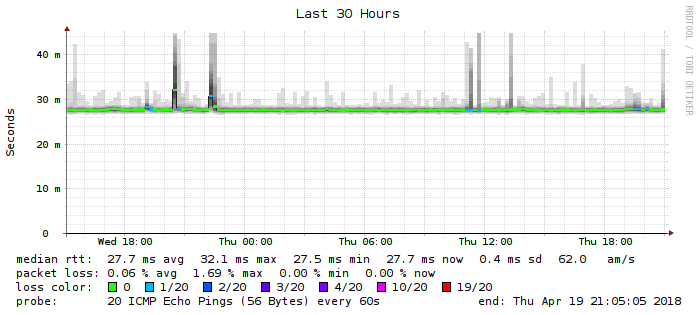 Last 30 Hours
RRDTOOL / TOBI OETIKER
Seconds
40 m
30 m
20 m
10 m
0
Wed 18:00 Thu 00:00 Thu 06:00 Thu 12:00 Thu 18:00
median rtt: 27.7 ms avg 32.1 ms max 27.5 ms min 27.7 ms now 0.4 ms sd 62.0 am/s
packet loss: 0.06 % avg 1.69 % max 0.00 % min 0.00 % now
loss color: 0 1/20 2/20 3/20 4/20 10/20 19/20
probe: 20 ICMP Echo Pings (56 Bytes) every 60s end: Thu Apr 19 21:05:05 2018